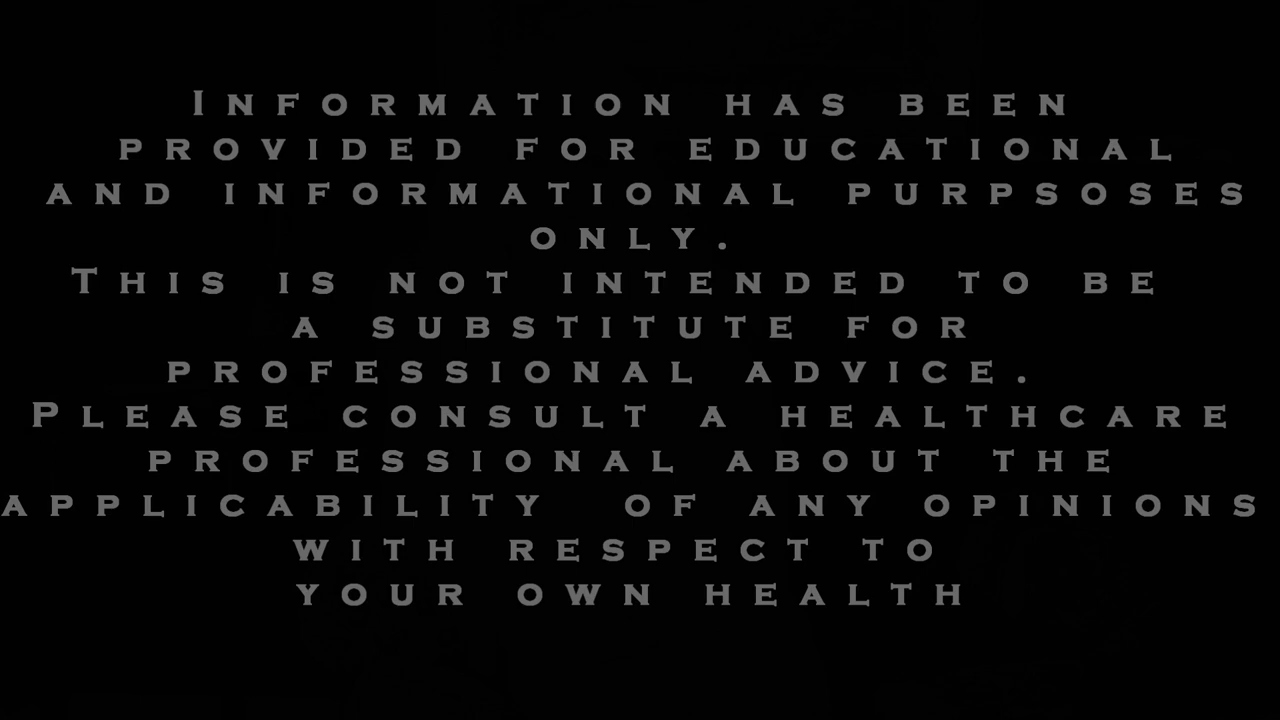 Information has been
provided for educational
and informational purpsoses
only.
This is not intended to be
a substitute for
professional advice.
Please consult a healthcare
professional about the
applicability of any opinions
with respect to
your own health